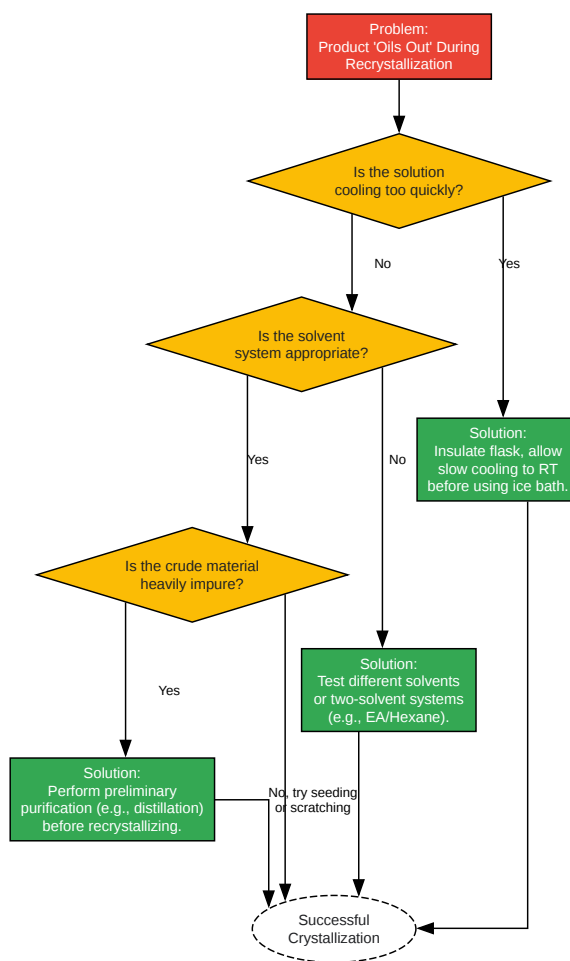 Problem:
Product 'Oils Out' During
Recrystallization
Is the solution
cooling too quickly?
No
Yes
Is the solvent
system appropriate?
Yes
No
Solution:
Insulate flask, allow
slow cooling to RT
before using ice bath.
Is the crude material
heavily impure?
Yes
No, try seeding
or scratching
Solution:
Test different solvents
or two-solvent systems
(e.g., EA/Hexane).
Solution:
Perform preliminary
purification (e.g., distillation)
before recrystallizing.
Successful
Crystallization